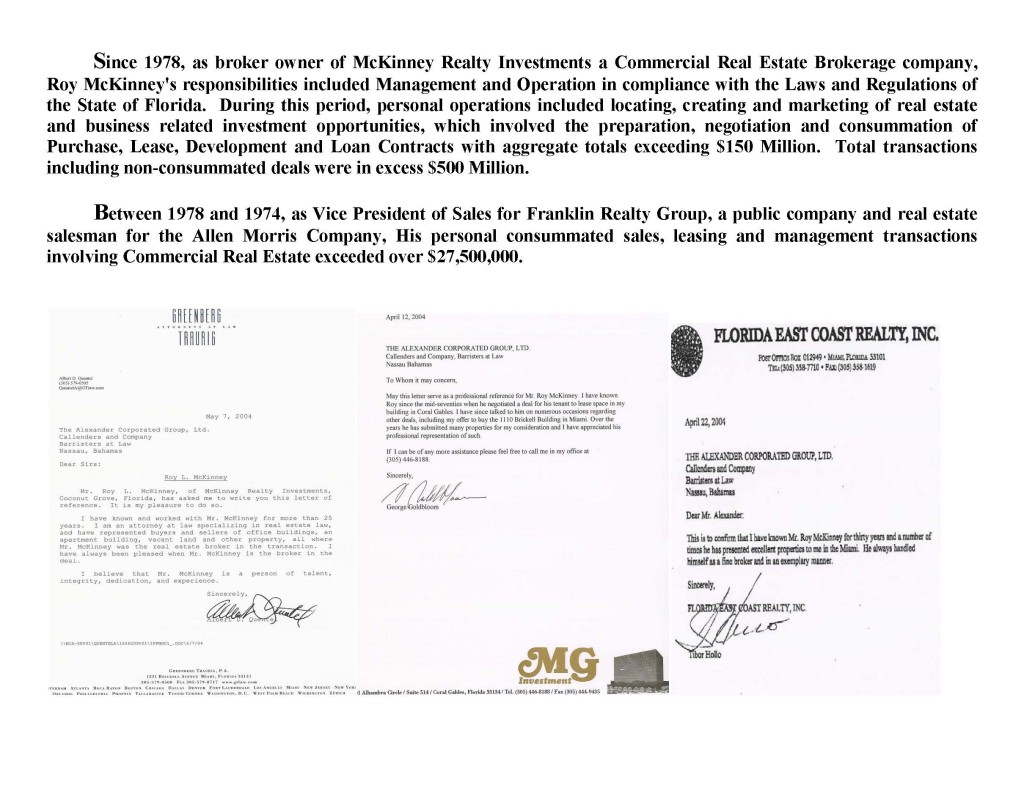 Since 1978, as broker owner of McKinney Realty Investments a Commercial Real Estate Brokerage company,
Roy McKinney's responsibilities included Management and Operation in compliance with the Laws and Regulations of
the State of Florida. During this period, personal operations included locating, creating and marketing of real estate
and business related investment opportunities, which involved the preparation, negotiation and consummation of
Purchase, Lease, Development and Loan Contracts with aggregate totals exceeding $150 Million. Total transactions
including non-consummated deals were in excess $500 Million.
Between 1978 and 1974, as Vice President of Sales for Franklin Realty Group, a public company and real estate
salesman for the Allen Morris Company, His personal consummated sales, leasing and management transactions
involving Commercial Real Estate exceeded over $27,500,000.
GREENBERG
ATTORNEYS AT LAW
TRAURIG
May 7, 2004
The Alexander Corporated Group, Ltd.
Callenders and Company
Barristers at Law
Nassau, Bahamas
Dear Sirs:
Roy L. McKinney
Mr. Roy L. McKinney, of McKinney Realty Investments,
Coconut Grove, Florida, has asked me to write you this letter of
reference. It is my pleasure to do so.
I have known and worked with Mr. McKinney for more than 25
years. I am an attorney at law specializing in real estate law,
and have represented buyers and sellers of office buildings, an
apartment building, vacant land and other property, all where
Mr. McKinney was the real estate broker in the transaction. I
have always been pleased when Mr. McKinney is the broker in the
deal.
I believe that Mr. McKinney is a person of talent,
integrity, dedication, and experience.
Sincerely,
Greenberg Traurig, P.A.
1221 Brickell Avenue Miami, Florida 33131
305-579-0500 Fax 305-579-0717 www.gtlaw.com
April 12, 2004
THE ALEXANDER CORPORATED GROUP, LTD.
Callenders and Company, Barristers at Law
Nassau Bahamas
To Whom it may concern,
May this letter serve as a professional reference for Mr. Roy McKinney. I have known
Roy since the mid-seventies when he negotiated a deal for his tenant to lease space in my
building in Coral Gables. I have since talked to him on numerous occasions regarding
other deals, including my offer to buy the 1110 Brickell Building in Miami. Over the
years he has submitted many properties for my consideration and I have appreciated his
professional representation of such.
If I can be of any more assistance please feel free to call me in my office at
(305) 446-8188.
Sincerely,
George Goldbloom
MG
Investment
Alhambra Circle / Suite 514 / Coral Gables, Florida 33134 / Tel. (305) 446-8188 / Fax (305) 444-9435
FLORIDA EAST COAST REALTY, INC.
Post Office Box 012949 • Miami, Florida 33101
Tel: (305) 358-7710 • Fax: (305) 358-1619
April 22, 2004
THE ALEXANDER CORPORATED GROUP, LTD.
Callenders and Company
Barristers at Law
Nassau, Bahamas
Dear Mr. Alexander:
This is to confirm that I have known Mr. Roy McKinney for thirty years and a number of
times he has presented excellent properties to me in the Miami. He always handled
himself as a fine broker and in an exemplary manner.
Sincerely,
FLORIDA EAST COAST REALTY, INC.
Tibor Hollo